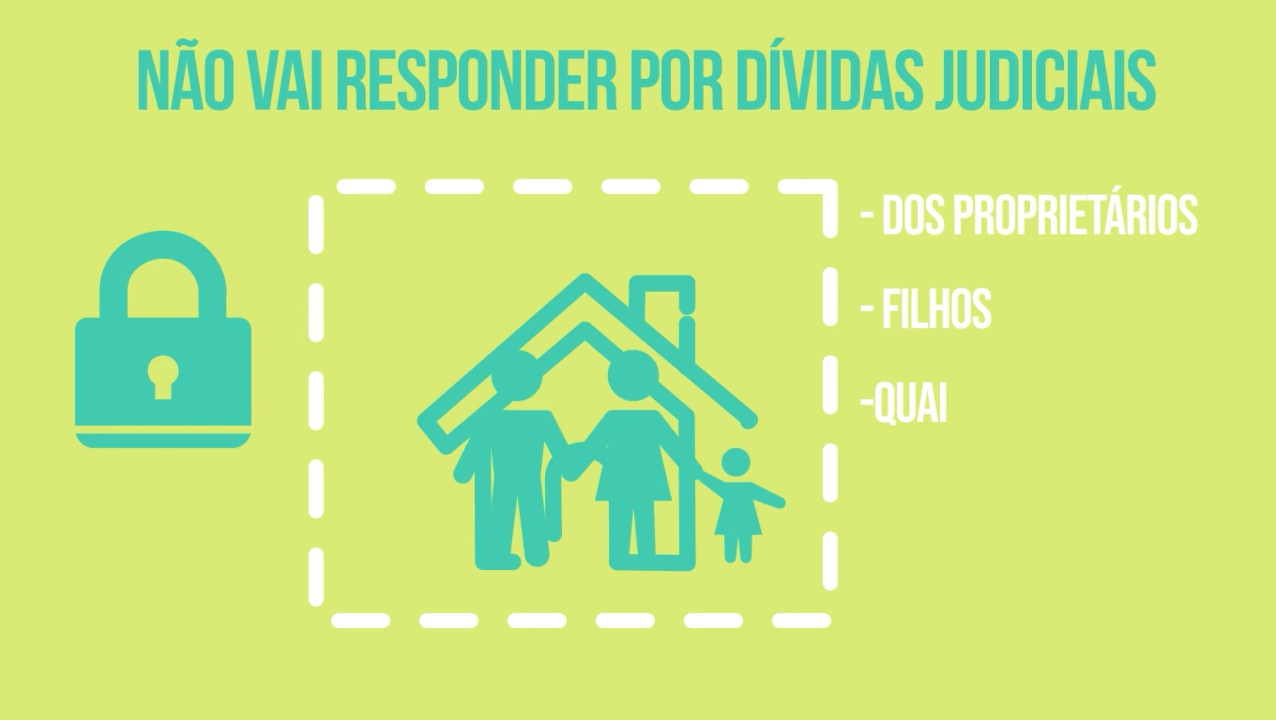 NÃO VAI RESPONDER POR DÍVIDAS JUDICIAIS
- DOS PROPRIETÁRIOS
- FILHOS
-QUAI